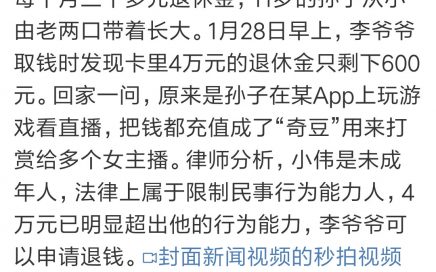 由老两口带着长大。1月28日早上，李爷爷
取钱时发现卡里4万元的退休金只剩下600
元。回家一问，原来是孙子在某App上玩游
戏看直播，把钱都充值成了“奇豆”用来打
赏给多个女主播。律师分析，小伟是未成
年人，法律上属于限制民事行为能力人，4
万元已明显超出他的行为能力，李爷爷可
以申请退钱。封面新闻视频的秒拍视频